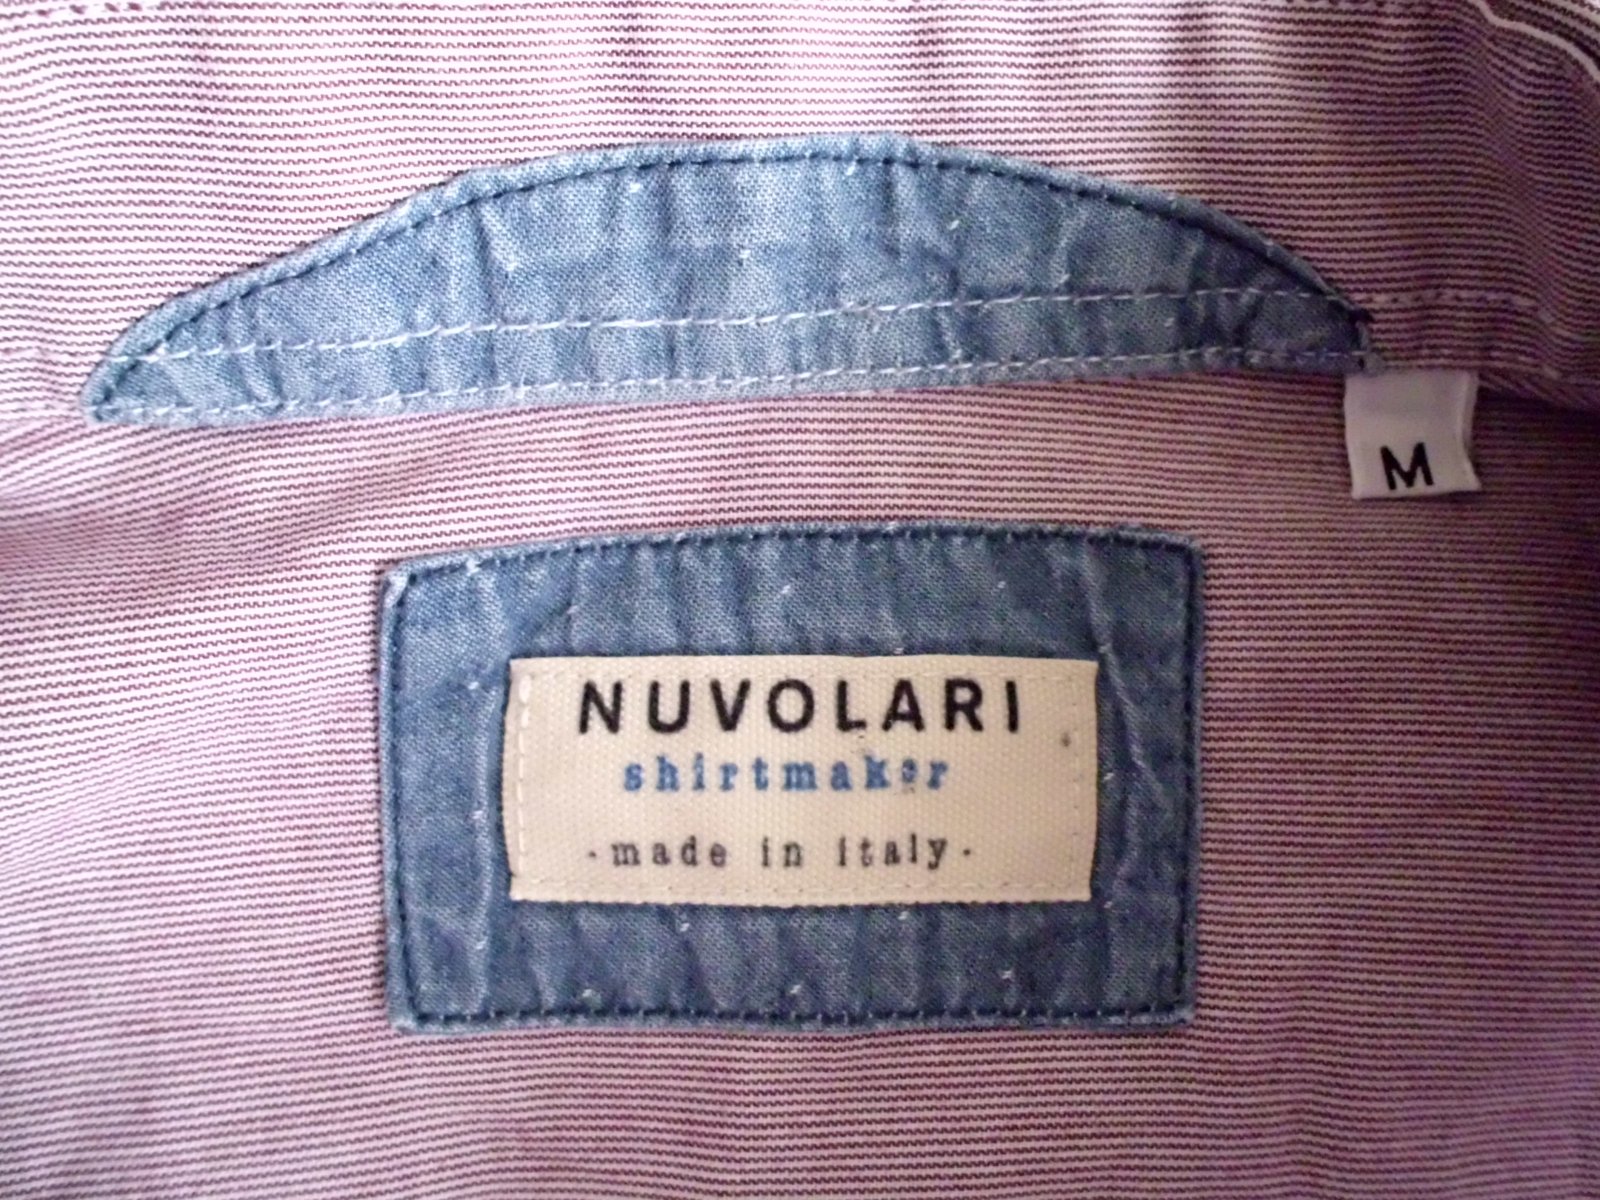 M
NUVOLARI
shirtmaker
·made in italy·